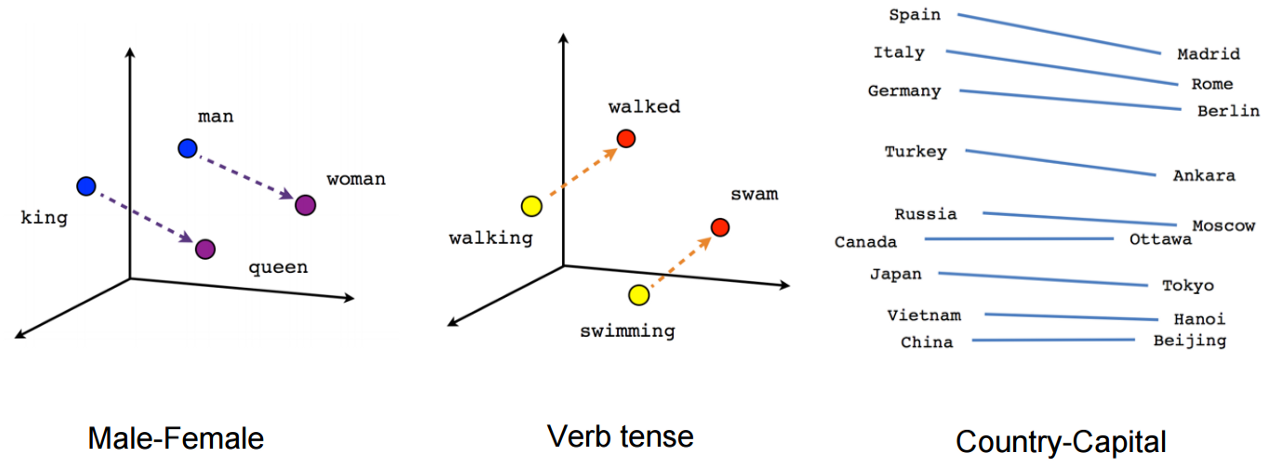 man
woman
king
queen
Male-Female
walked
swam
walking
swimming
Verb tense
Spain
Madrid
Italy
Rome
Germany
Berlin
Turkey
Ankara
Russia
Moscow
Canada
Ottawa
Japan
Tokyo
Vietnam
Hanoi
China
Beijing
Country-Capital